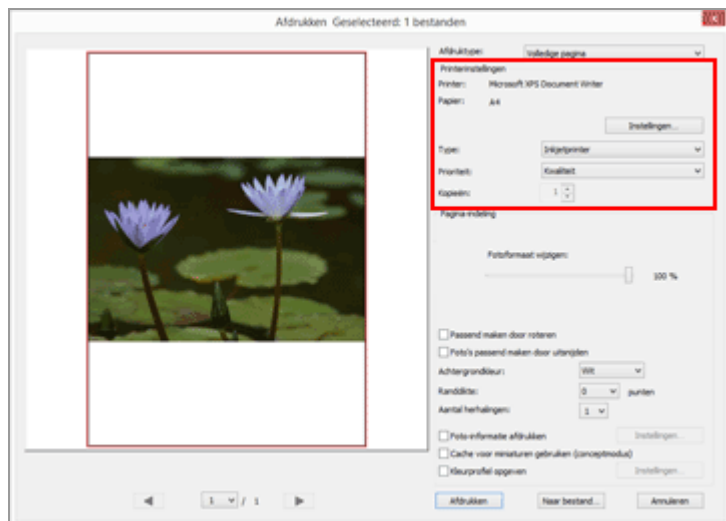 Afdrukken Geselecteerd: 1 bestanden
Afdruktype: Volledige pagina
Printerinstellingen
Printer: Microsoft XPS Document Writer
Papier: A4
Instellingen...
Type: Inkjetprinter
Prioriteit: Kwaliteit
Kopieën: 1
Pagina-indeling
Fotoformaat wijzigen:
100 %
Passend maken door roteren
Foto's passend maken door uitsnijden
Achtergrondkleur: Wit
Randdikte: 0 punten
Aantal herhalingen: 1
Foto-informatie afdrukken Instellingen...
Cache voor miniaturen gebruiken (conceptmodus)
Kleurprofiel opgeven Instellingen...
1 / 1 Afdrukken Naar bestand... Annuleren